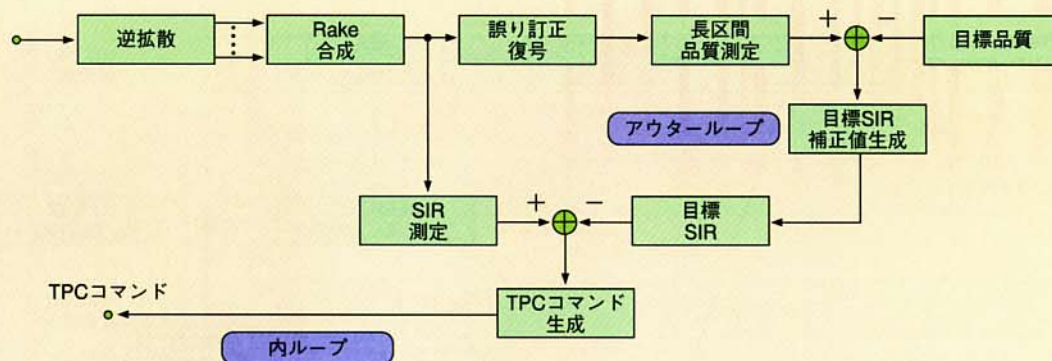 逆拡散
Rake
合成
誤り訂正
復号
長区間
品質測定
+
−
目標品質
アウターループ
目標SIR
補正値生成
SIR
測定
+
−
目標
SIR
TPCコマンド
TPCコマンド
生成
内ループ